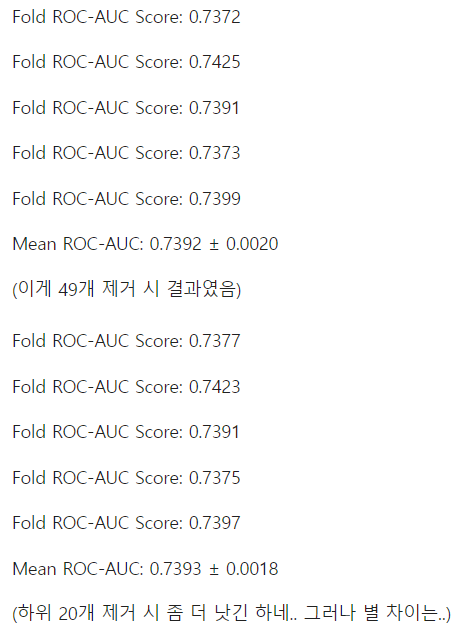 Fold ROC-AUC Score: 0.7372
Fold ROC-AUC Score: 0.7425
Fold ROC-AUC Score: 0.7391
Fold ROC-AUC Score: 0.7373
Fold ROC-AUC Score: 0.7399
Mean ROC-AUC: 0.7392 ± 0.0020
(이게 49개 제거 시 결과였음)
Fold ROC-AUC Score: 0.7377
Fold ROC-AUC Score: 0.7423
Fold ROC-AUC Score: 0.7391
Fold ROC-AUC Score: 0.7375
Fold ROC-AUC Score: 0.7397
Mean ROC-AUC: 0.7393 ± 0.0018
(하위 20개 제거 시 좀 더 낫긴 하네.. 그러나 별 차이는..)